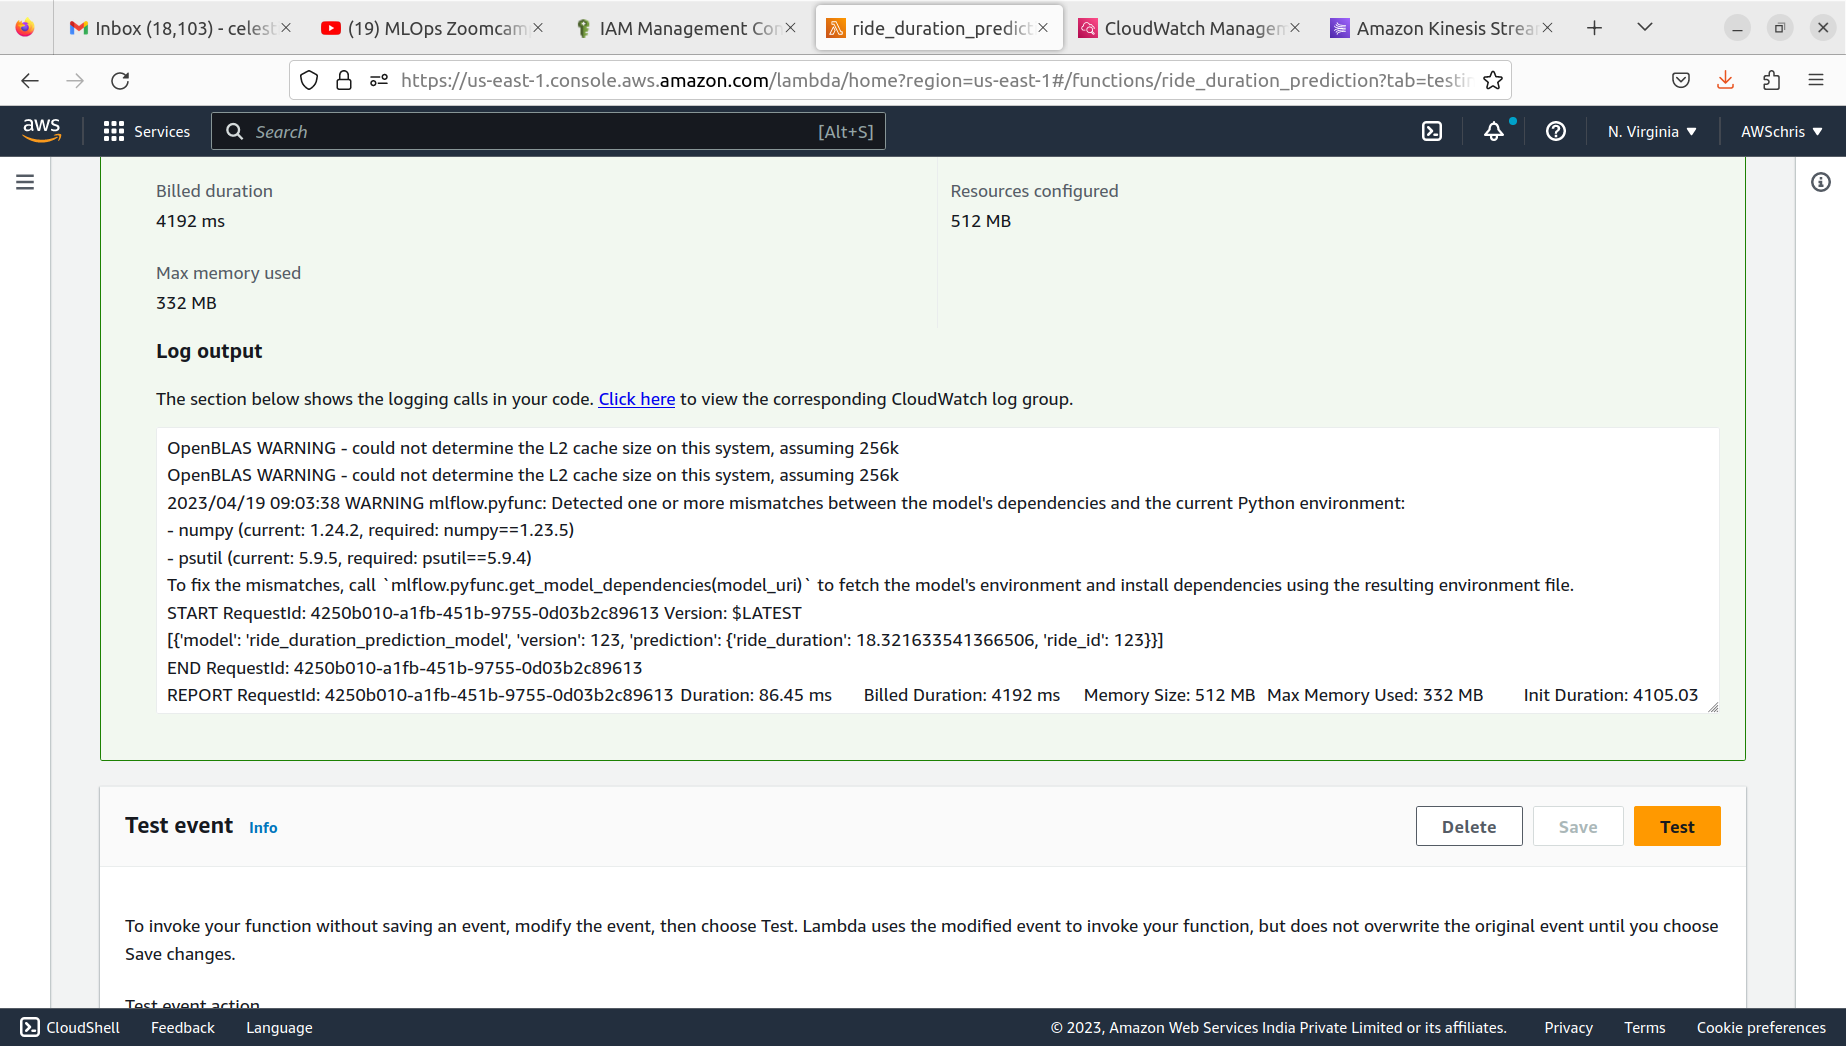 Inbox (18,103) - celest
(19) MLOps Zoomcam
IAM Management Con
ride_duration_predict
CloudWatch Managem
Amazon Kinesis Strea
https://us-east-1.console.aws.amazon.com/lambda/home?region=us-east-1#/functions/ride_duration_prediction?tab=testi
aws
Services
Search
[Alt+S]
N. Virginia
AWSchris
Billed duration
4192 ms
Resources configured
512 MB
Max memory used
332 MB
Log output
The section below shows the logging calls in your code. Click here to view the corresponding CloudWatch log group.
OpenBLAS WARNING - could not determine the L2 cache size on this system, assuming 256k
OpenBLAS WARNING - could not determine the L2 cache size on this system, assuming 256k
2023/04/19 09:03:38 WARNING mlflow.pyfunc: Detected one or more mismatches between the model's dependencies and the current Python environment:
- numpy (current: 1.24.2, required: numpy==1.23.5)
- psutil (current: 5.9.5, required: psutil==5.9.4)
To fix the mismatches, call `mlflow.pyfunc.get_model_dependencies(model_uri)` to fetch the model's environment and install dependencies using the resulting environment file.
START RequestId: 4250b010-a1fb-451b-9755-0d03b2c89613 Version: $LATEST
[{'model': 'ride_duration_prediction_model', 'version': 123, 'prediction': {'ride_duration': 18.321633541366506, 'ride_id': 123}}]
END RequestId: 4250b010-a1fb-451b-9755-0d03b2c89613
REPORT RequestId: 4250b010-a1fb-451b-9755-0d03b2c89613 Duration: 86.45 ms Billed Duration: 4192 ms Memory Size: 512 MB Max Memory Used: 332 MB Init Duration: 4105.03
Test event Info
Delete
Save
Test
To invoke your function without saving an event, modify the event, then choose Test. Lambda uses the modified event to invoke your function, but does not overwrite the original event until you choose
Save changes.
Test event action
CloudShell
Feedback
Language
© 2023, Amazon Web Services India Private Limited or its affiliates.
Privacy
Terms
Cookie preferences